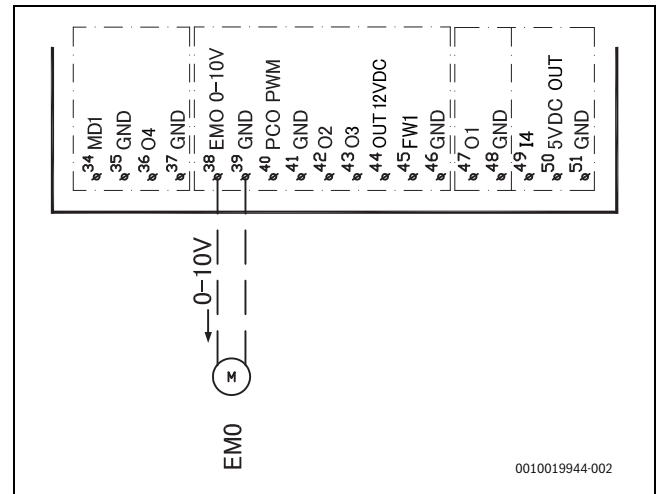 34 MD1
35 GND
36 O4
37 GND
38 EMO 0–10V
39 GND
40 PCO PWM
41 GND
42 O2
43 O3
44 OUT 12VDC
45 FW1
46 GND
47 O1
48 GND
49 I4
50 5VDC OUT
51 GND
0–10V
M
EM0
0010019944-002